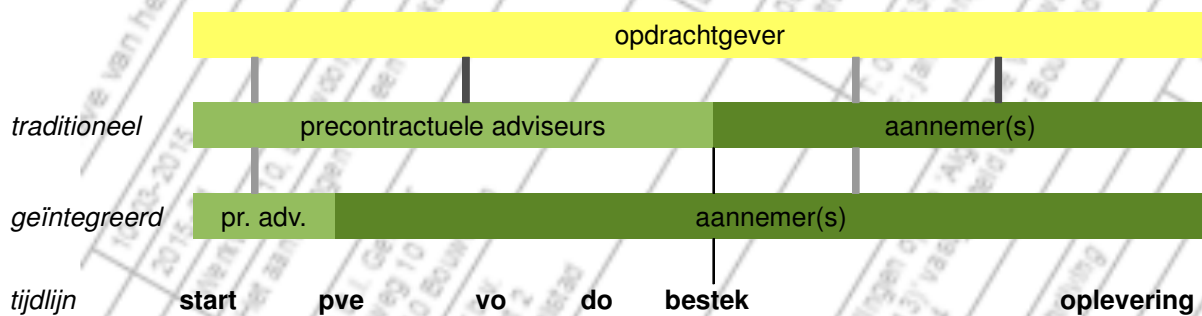 opdrachtgever
traditioneel precontractuele adviseurs aannemer(s)
geïntegreerd pr. adv. aannemer(s)
tijdlijn start pve vo do bestek oplevering